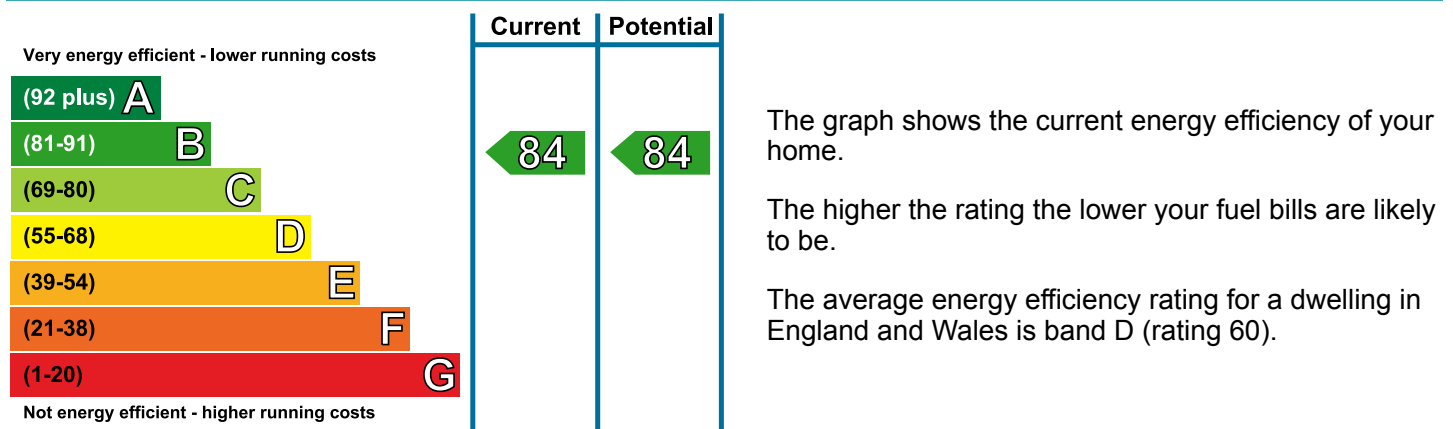 Current Potential
Very energy efficient - lower running costs
(92 plus) A
(81-91) B
84 84
(69-80) C
(55-68) D
(39-54) E
(21-38) F
(1-20) G
Not energy efficient - higher running costs
The graph shows the current energy efficiency of your
home.
The higher the rating the lower your fuel bills are likely
to be.
The average energy efficiency rating for a dwelling in
England and Wales is band D (rating 60).